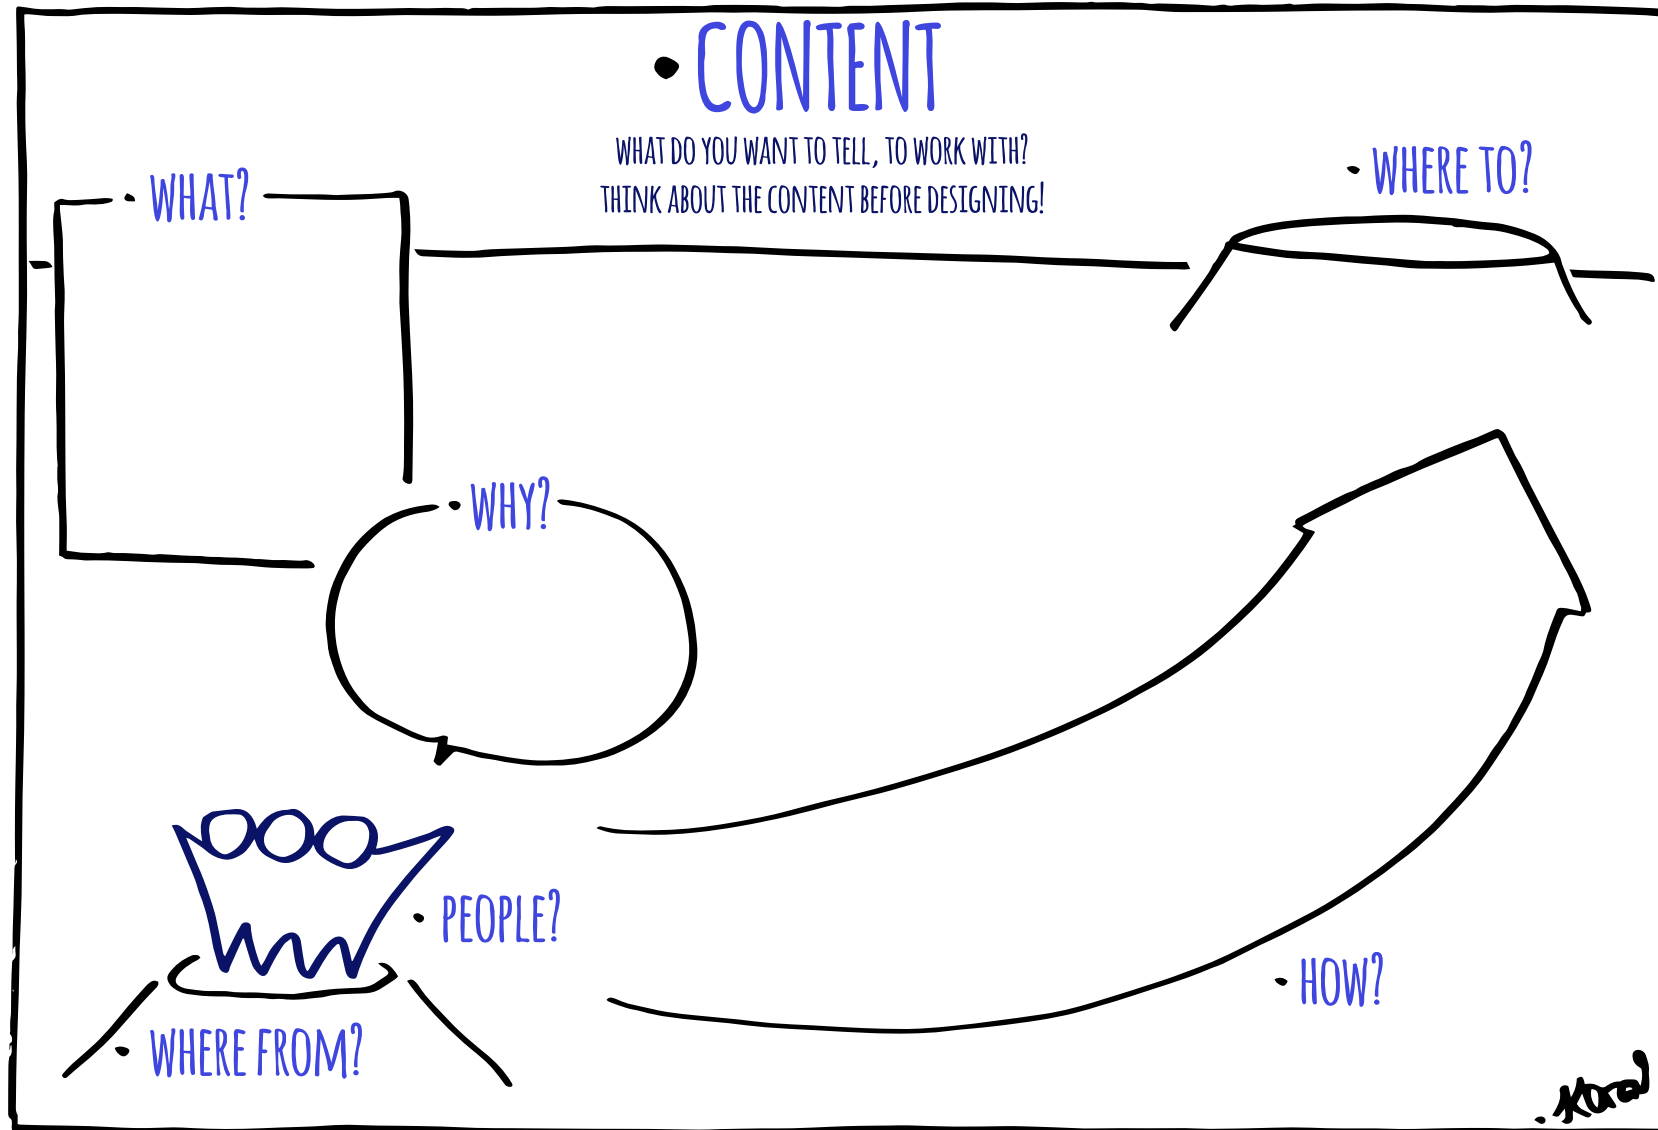 CONTENT
WHAT DO YOU WANT TO TELL, TO WORK WITH?
THINK ABOUT THE CONTENT BEFORE DESIGNING!
WHAT?
WHERE TO?
WHY?
PEOPLE?
HOW?
WHERE FROM?